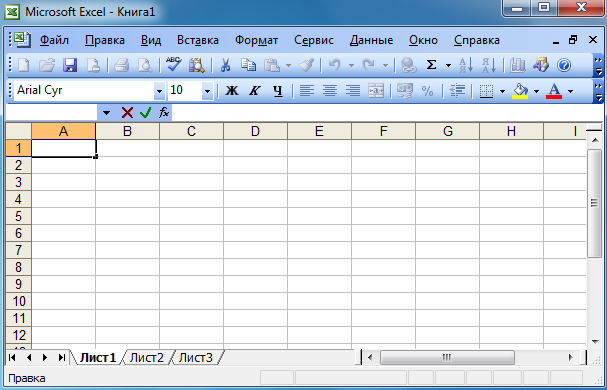 Microsoft Excel - Книга1
Файл Правка Вид Вставка Формат Сервис Данные Окно Справка
ABC Σ А Я Я А
Arial Cyr 10 Ж К Ч % А
fx
A B C D E F G H I
1
2
3
4
5
6
7
8
9
10
11
12
Лист1 Лист2 Лист3
Правка